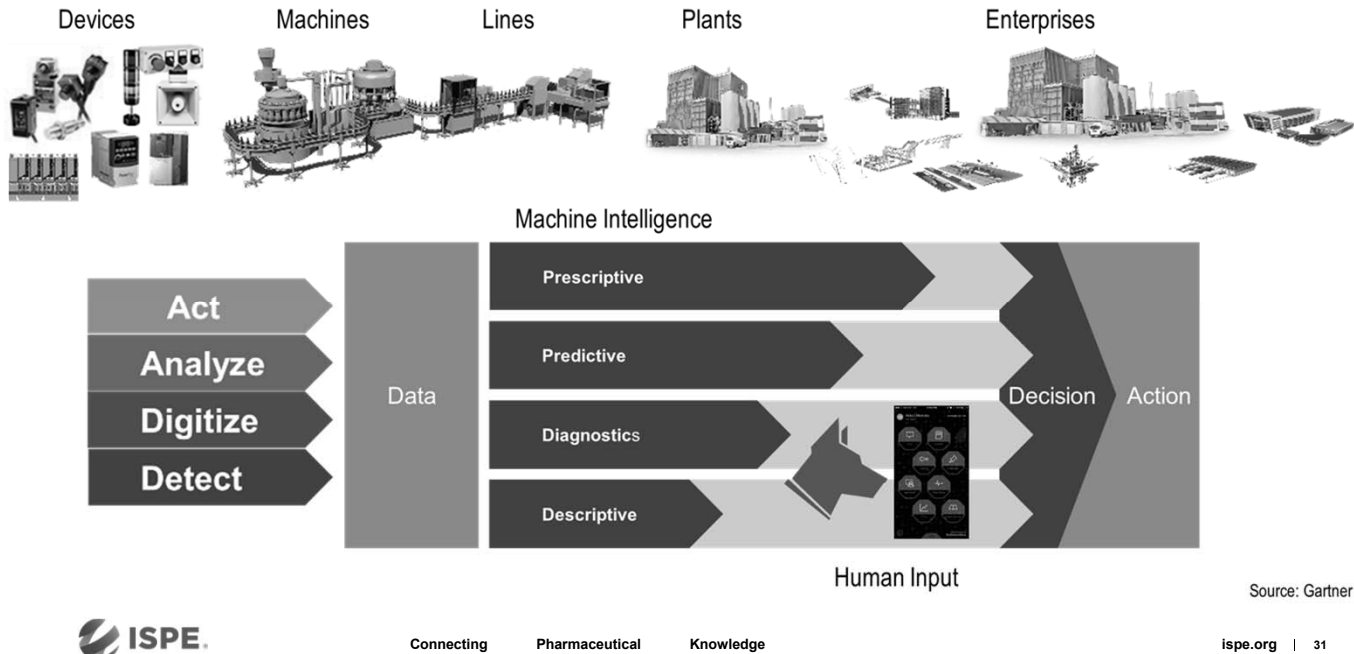 Devices
Machines
Lines
Plants
Enterprises
Machine Intelligence
Act
Analyze
Digitize
Detect
Data
Prescriptive
Predictive
Diagnostics
Descriptive
Decision
Action
Human Input
Source: Gartner
ISPE.
Connecting Pharmaceutical Knowledge
ispe.org | 31